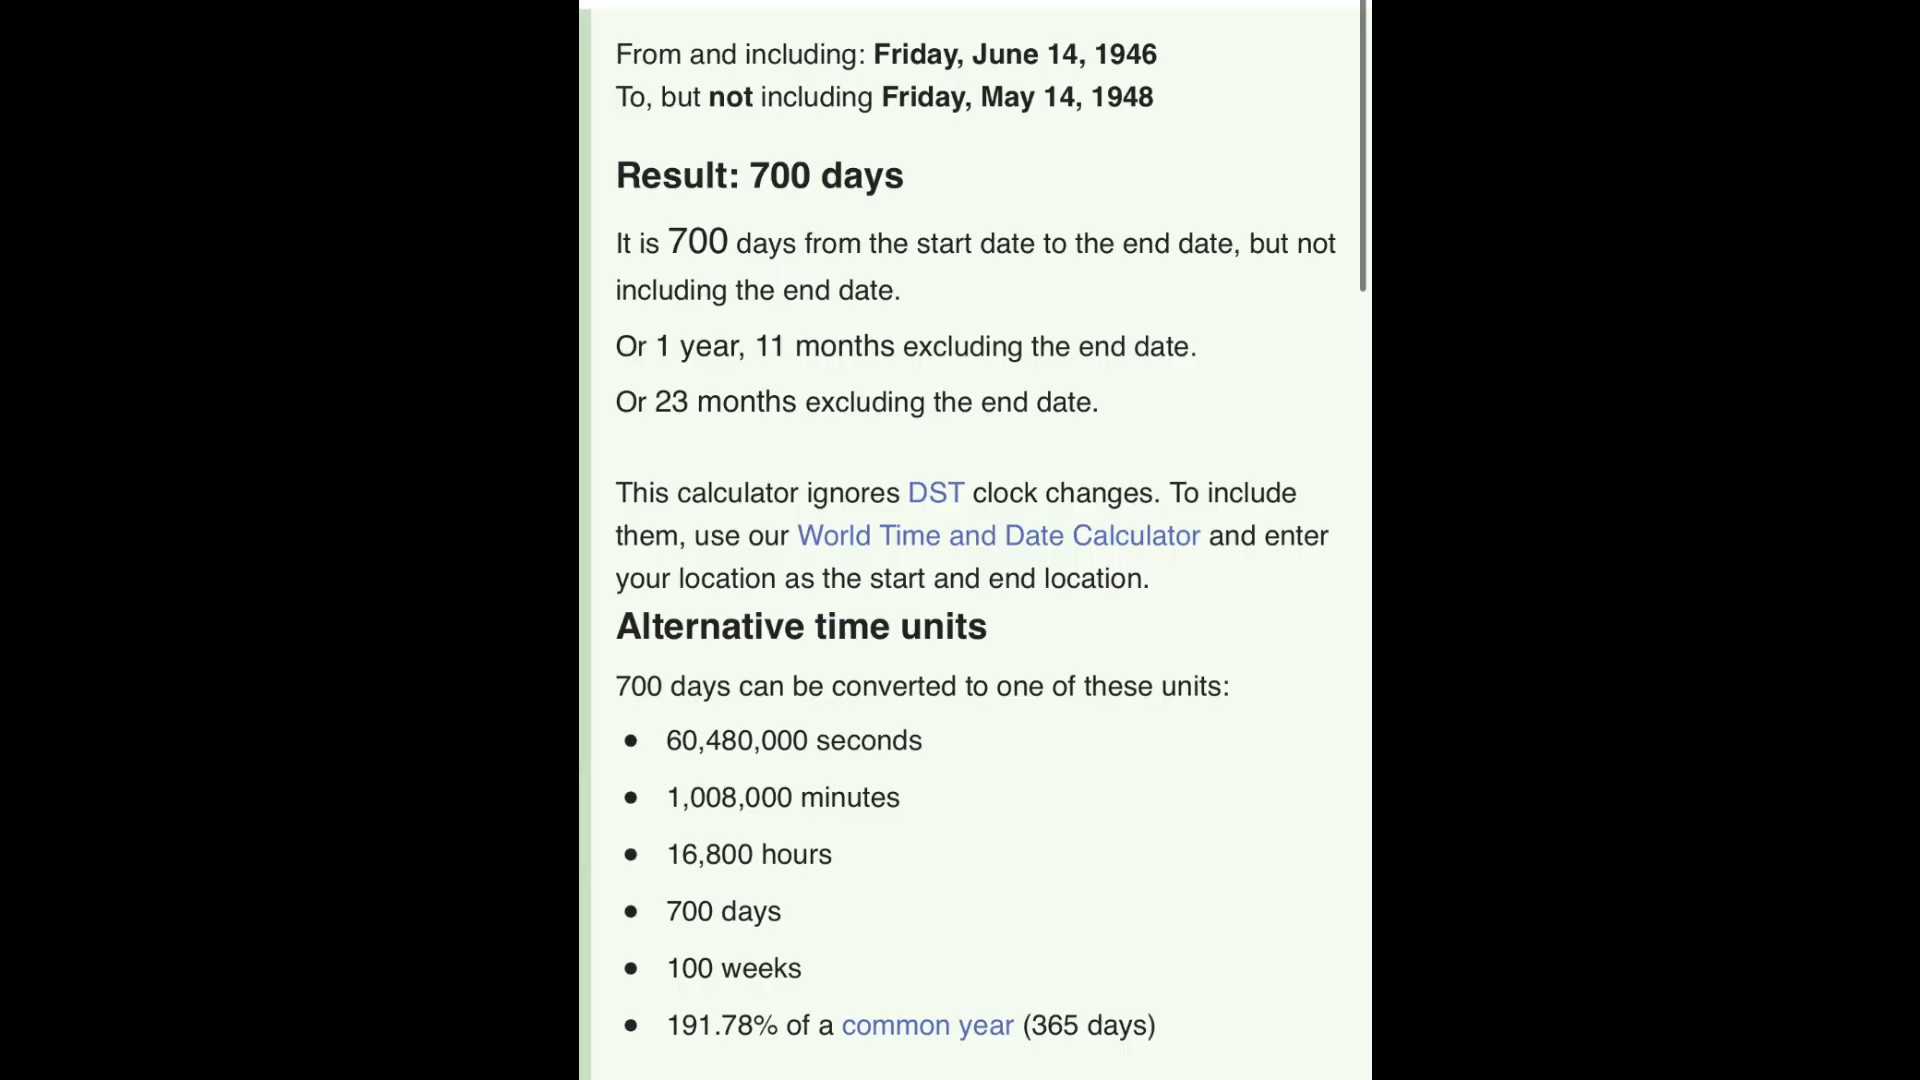 From and including: Friday, June 14, 1946
To, but not including Friday, May 14, 1948
Result: 700 days
It is 700 days from the start date to the end date, but not
including the end date.
Or 1 year, 11 months excluding the end date.
Or 23 months excluding the end date.
This calculator ignores DST clock changes. To include
them, use our World Time and Date Calculator and enter
your location as the start and end location.
Alternative time units
700 days can be converted to one of these units:
• 60,480,000 seconds
• 1,008,000 minutes
• 16,800 hours
• 700 days
• 100 weeks
• 191.78% of a common year (365 days)